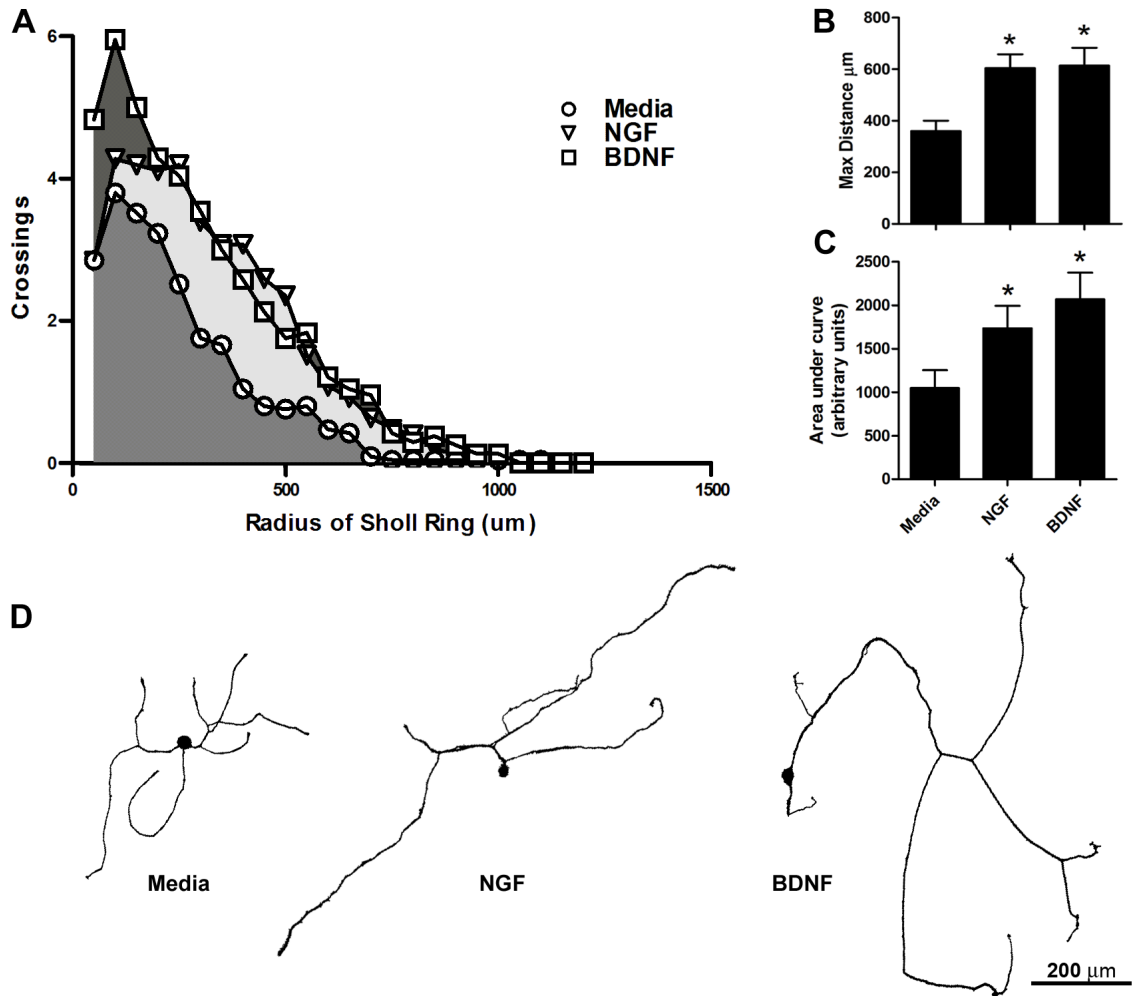 A
6
4
2
0
Crossings
0
500
1000
1500
Radius of Sholl Ring (um)
Media
NGF
BDNF
B
800
600
400
200
0
Max Distance μm
*
*
C
2500
2000
1500
1000
500
0
Area under curve
(arbitrary units)
*
*
Media
NGF
BDNF
D
Media
NGF
BDNF
200 μm